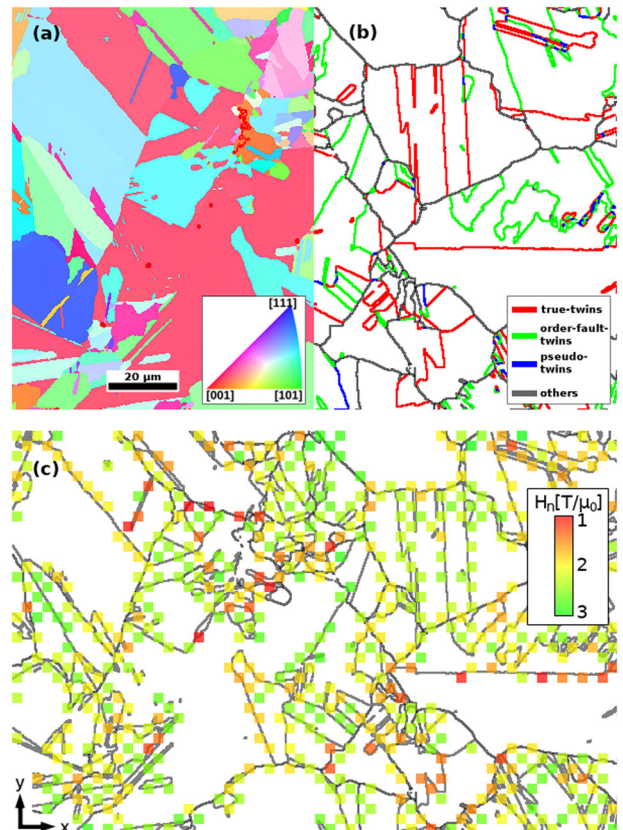 (a)
(b)
[111]
[001]
[101]
20 µm
true-twins
order-fault-
twins
pseudo-
twins
others
(c)
Hn[T/µ0]
1
2
3
y
x